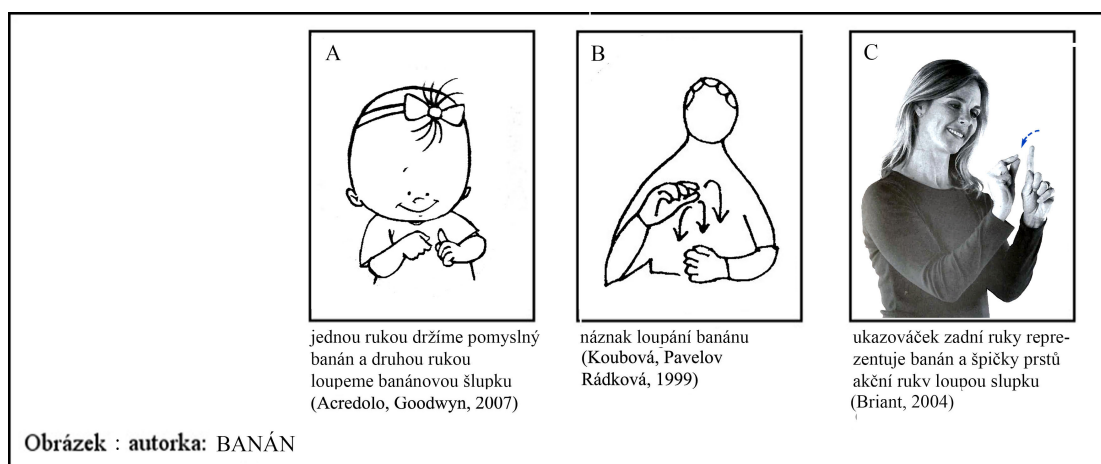 A
B
C
jednou rukou držíme pomyslný
banán a druhou rukou
loupeme banánovou šlupku
(Acredolo, Goodwyn, 2007)
náznak loupání banánu
(Koubová, Pavelov
Rádková, 1999)
ukazováček zadní ruky repre-
zentuje banán a špičky prstů
akční ruky loupou slupku
(Briant, 2004)
Obrázek : autorka: BANÁN